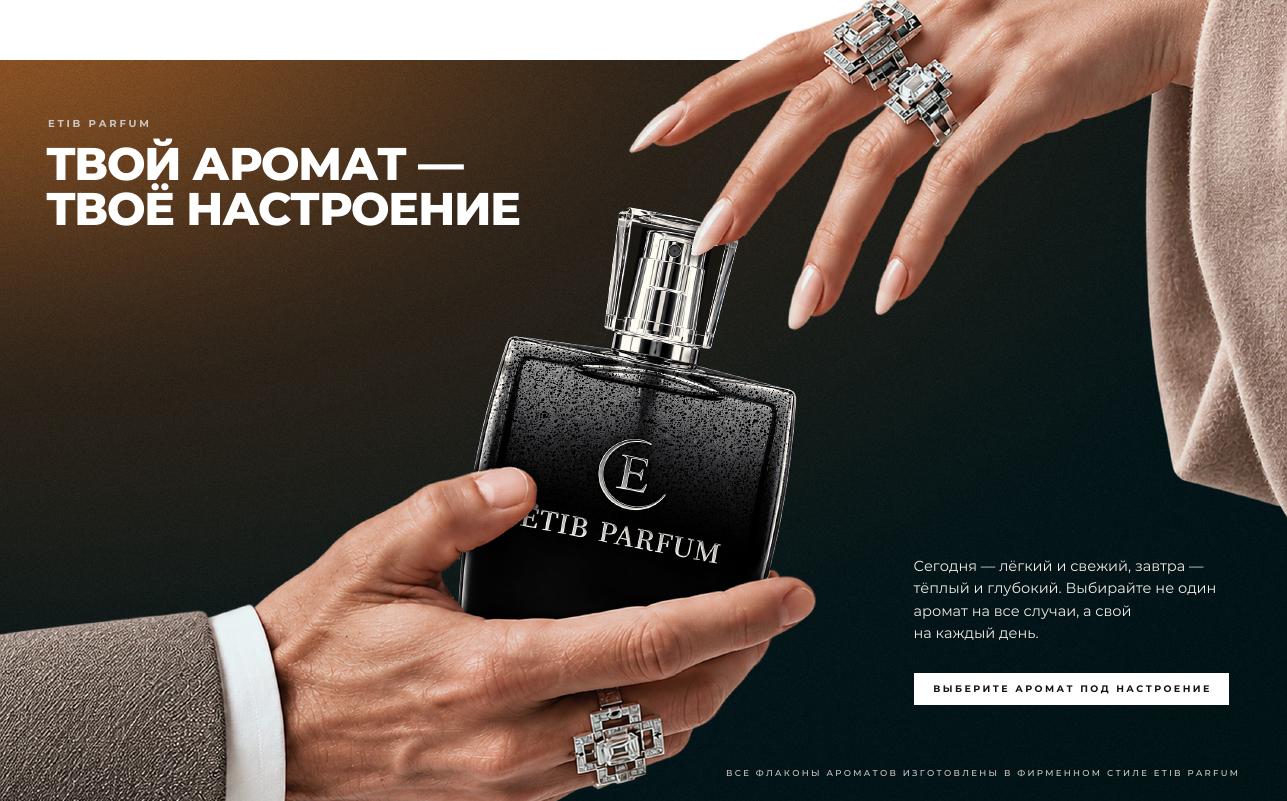 ETIB PARFUM
ТВОЙ АРОМАТ —
ТВОЁ НАСТРОЕНИЕ
E
ETIB PARFUM
Сегодня — лёгкий и свежий, завтра —
тёплый и глубокий. Выбирайте не один
аромат на все случаи, а свой
на каждый день.
ВЫБЕРИТЕ АРОМАТ ПОД НАСТРОЕНИЕ
ВСЕ ФЛАКОНЫ АРОМАТОВ ИЗГОТОВЛЕНЫ В ФИРМЕННОМ СТИЛЕ ETIB PARFUM